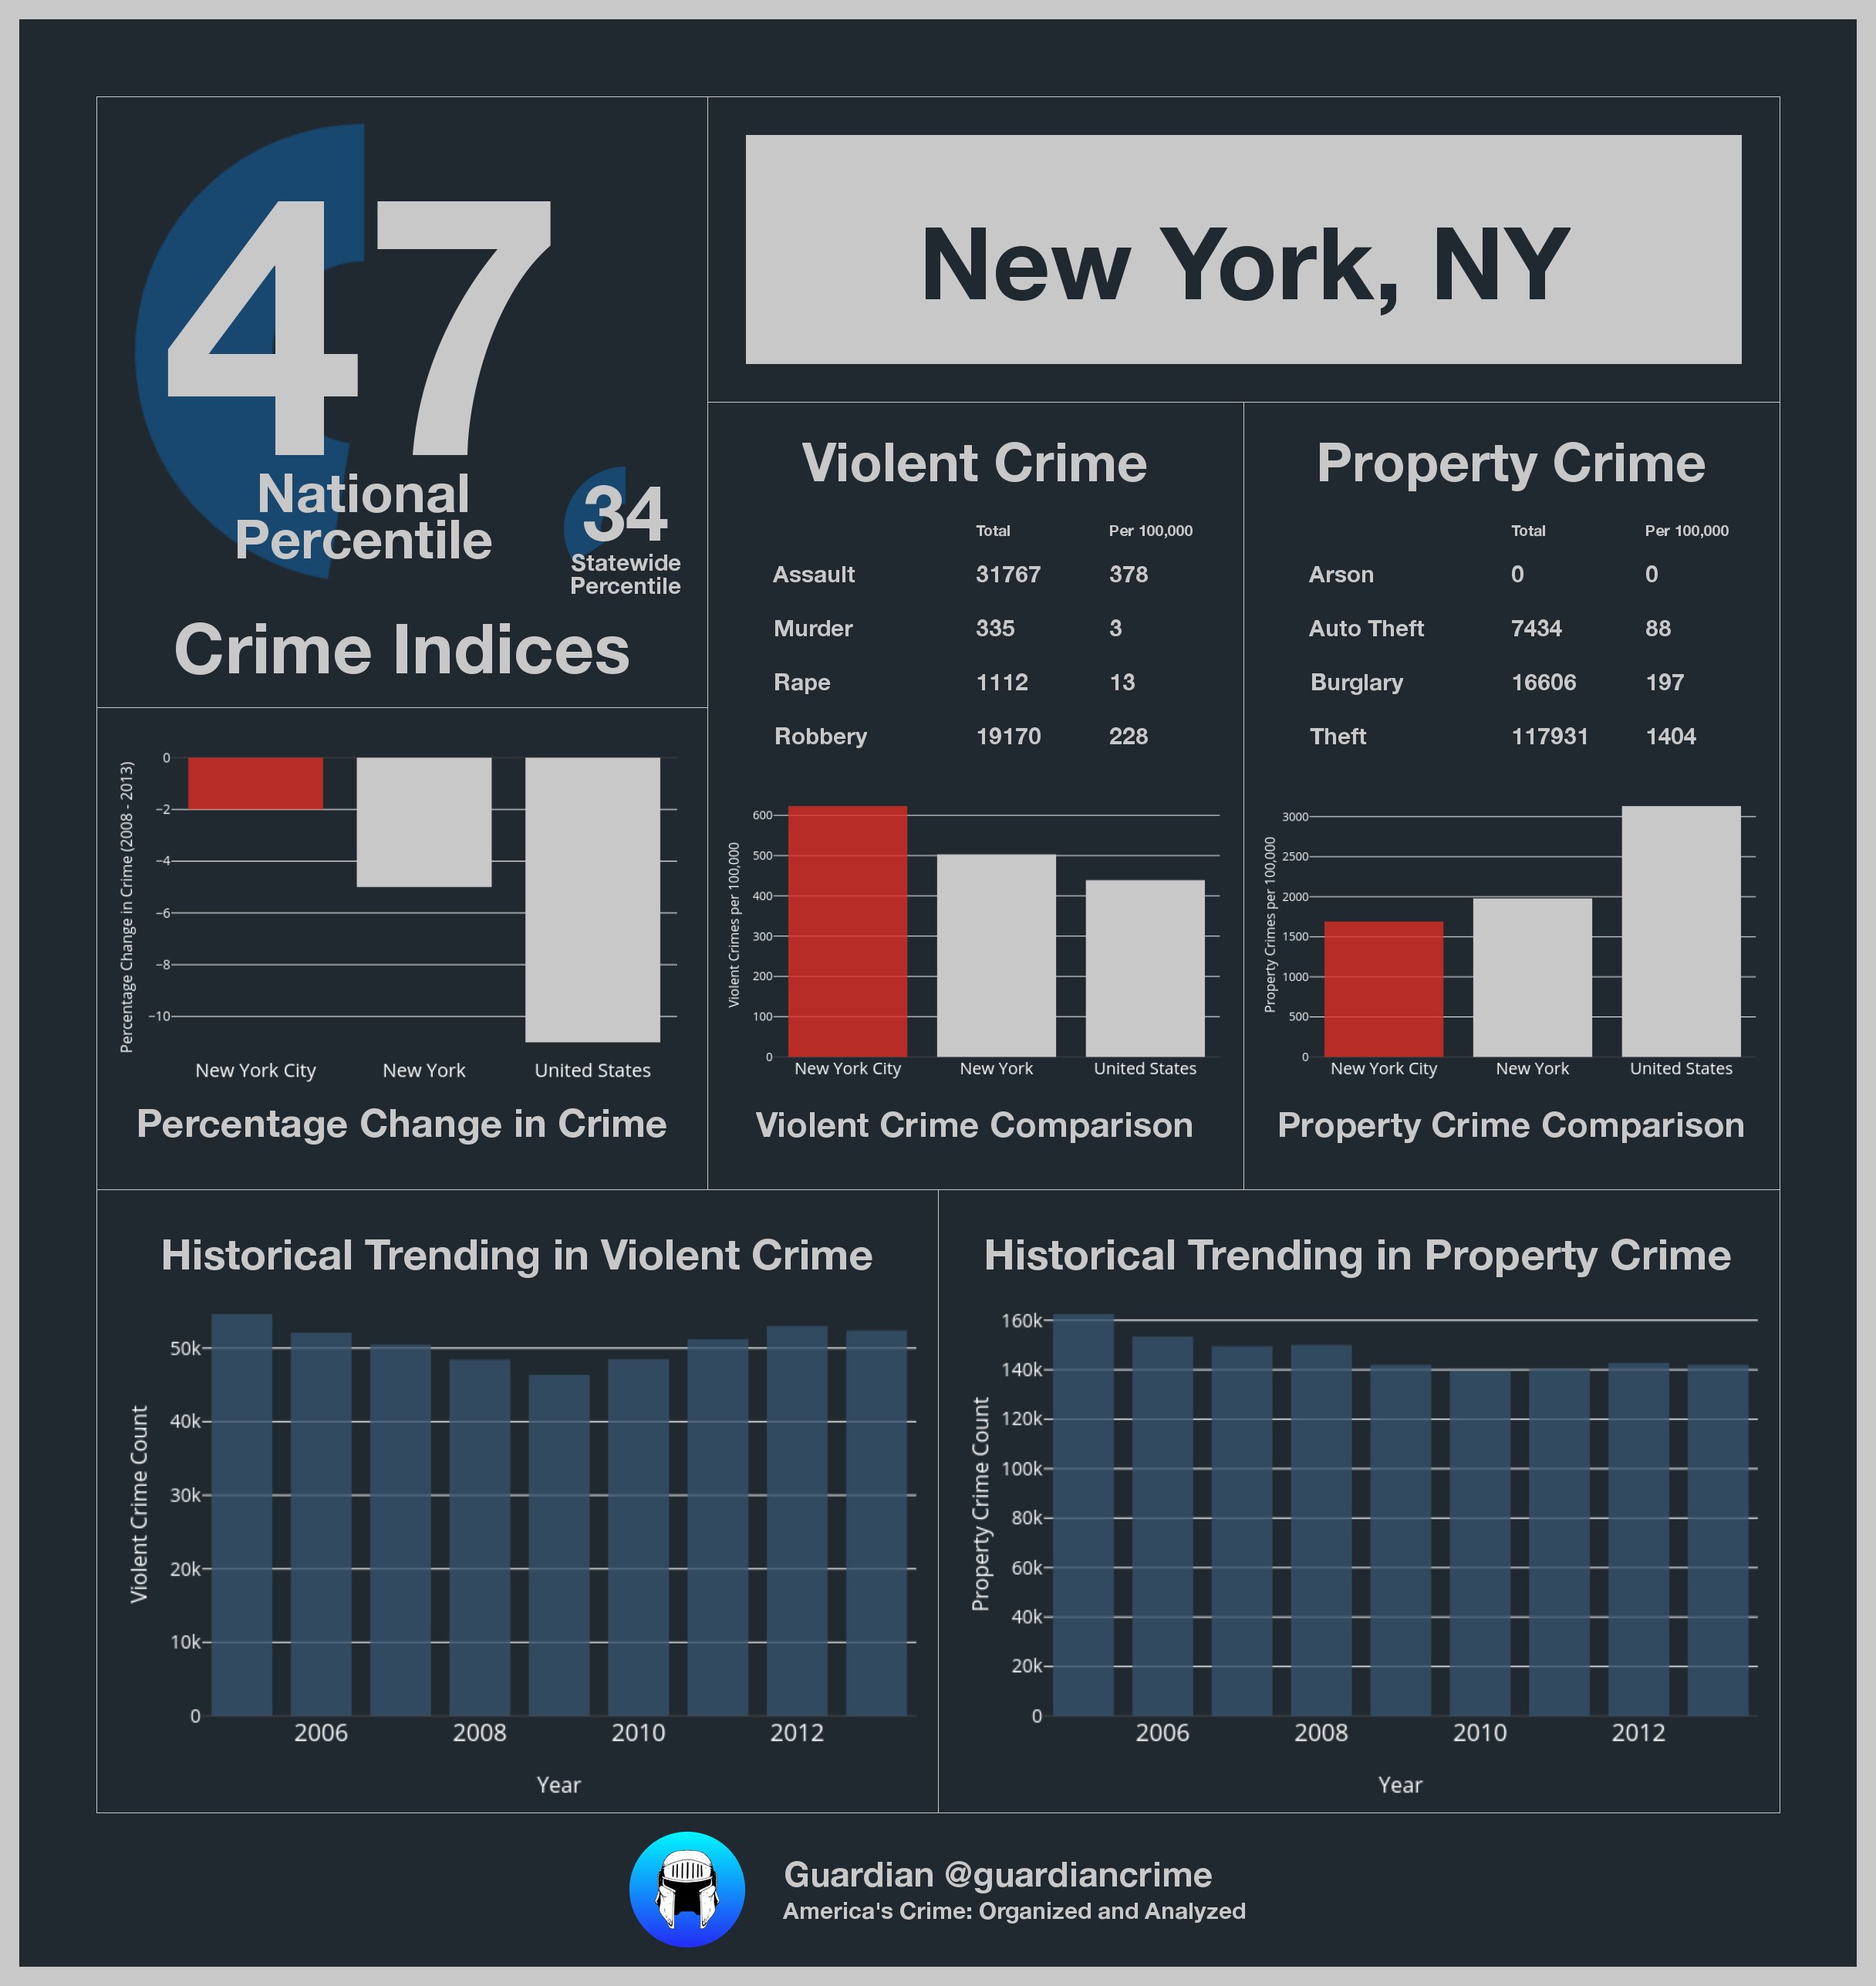 47
National
Percentile
34
Statewide
Percentile
Crime Indices
New York, NY
Violent Crime
Total Per 100,000
Assault 31767 378
Murder 335 3
Rape 1112 13
Robbery 19170 228
Property Crime
Total Per 100,000
Arson 0 0
Auto Theft 7434 88
Burglary 16606 197
Theft 117931 1404
Percentage Change in Crime (2008 - 2013)
0
−2
−4
−6
−8
−10
New York City New York United States
Percentage Change in Crime
Violent Crimes per 100,000
600
500
400
300
200
100
0
New York City New York United States
Violent Crime Comparison
Property Crimes per 100,000
3000
2500
2000
1500
1000
500
0
New York City New York United States
Property Crime Comparison
Historical Trending in Violent Crime
Violent Crime Count
50k
40k
30k
20k
10k
0
2006 2008 2010 2012
Year
Historical Trending in Property Crime
Property Crime Count
160k
140k
120k
100k
80k
60k
40k
20k
0
2006 2008 2010 2012
Year
Guardian @guardiancrime
America's Crime: Organized and Analyzed